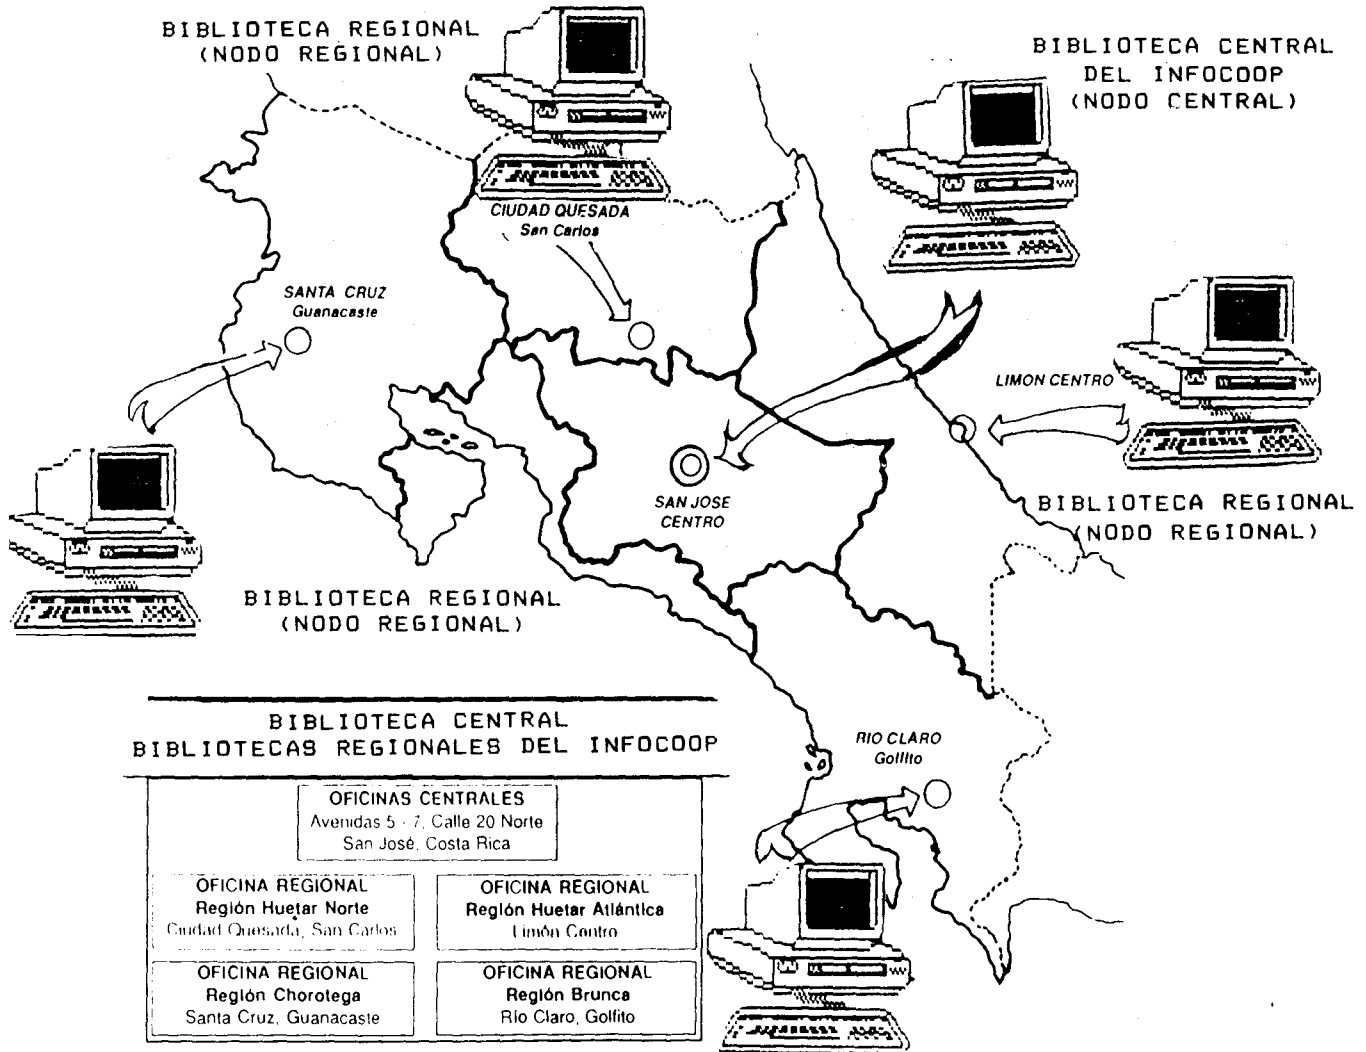 BIBLIOTECA REGIONAL
(NODO REGIONAL)
BIBLIOTECA CENTRAL
DEL INFOCOOP
(NODO CENTRAL)
CIUDAD QUESADA
San Carlos
SANTA CRUZ
Guanacaste
LIMON CENTRO
SAN JOSE
CENTRO
BIBLIOTECA REGIONAL
(NODO REGIONAL)
BIBLIOTECA REGIONAL
(NODO REGIONAL)
RIO CLARO
Golfito
BIBLIOTECA CENTRAL
BIBLIOTECAS REGIONALES DEL INFOCOOP
OFICINAS CENTRALES
Avenidas 5 - 7, Calle 20 Norte
San José, Costa Rica
OFICINA REGIONAL
Región Huetar Norte
Ciudad Quesada, San Carlos
OFICINA REGIONAL
Región Huetar Atlántica
Limón Centro
OFICINA REGIONAL
Región Chorotega
Santa Cruz, Guanacaste
OFICINA REGIONAL
Región Brunca
Río Claro, Golfito